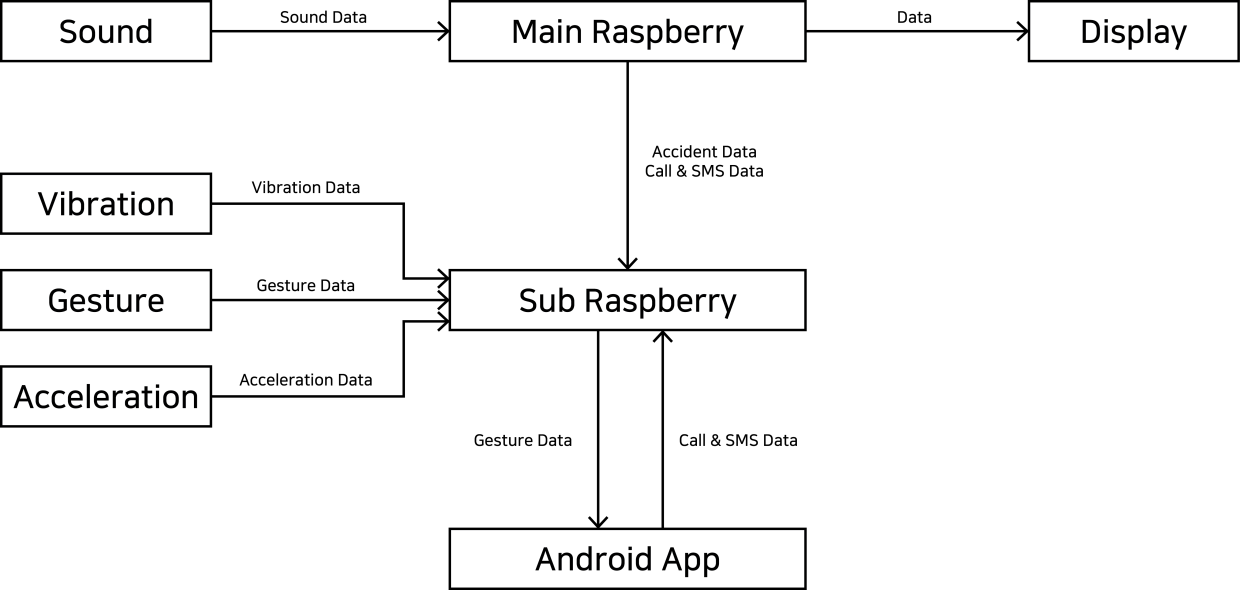 Sound
Sound Data
Main Raspberry
Data
Display
Accident Data
Call & SMS Data
Vibration
Vibration Data
Gesture
Gesture Data
Sub Raspberry
Acceleration
Acceleration Data
Gesture Data
Call & SMS Data
Android App